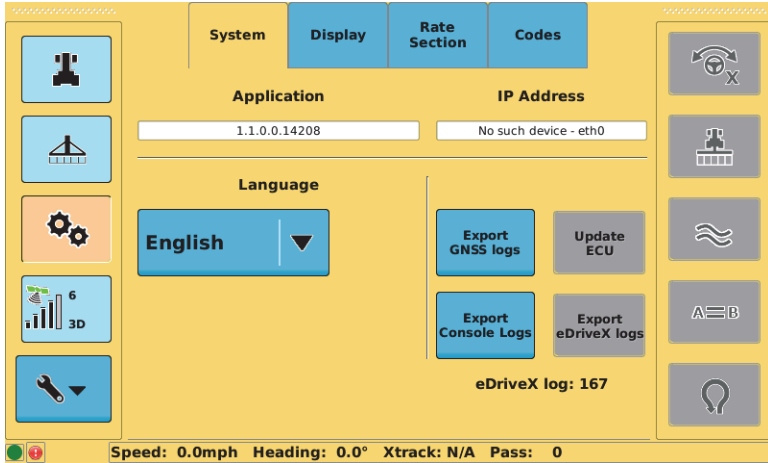 System
Display
Rate
Section
Codes
Application
IP Address
1.1.0.0.14208
No such device - eth0
Language
English
Export
GNSS logs
Update
ECU
Export
Console Logs
Export
eDriveX logs
eDriveX log: 167
6
3D
X
A
B
Speed: 0.0mph Heading: 0.0° Xtrack: N/A Pass: 0